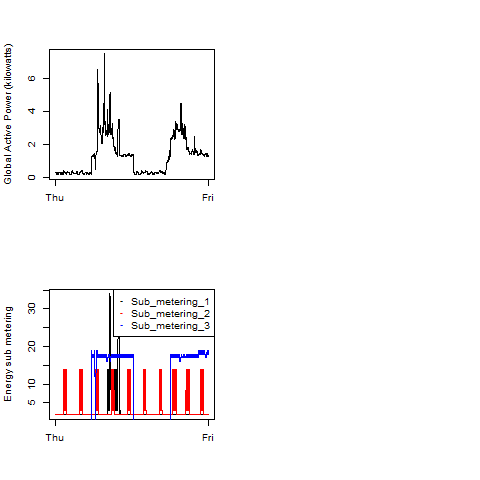 Global Active Power (kilowatts)
6
4
2
0
Thu Fri
Energy sub metering
30
20
10
5
Sub_metering_1
Sub_metering_2
Sub_metering_3
Thu Fri